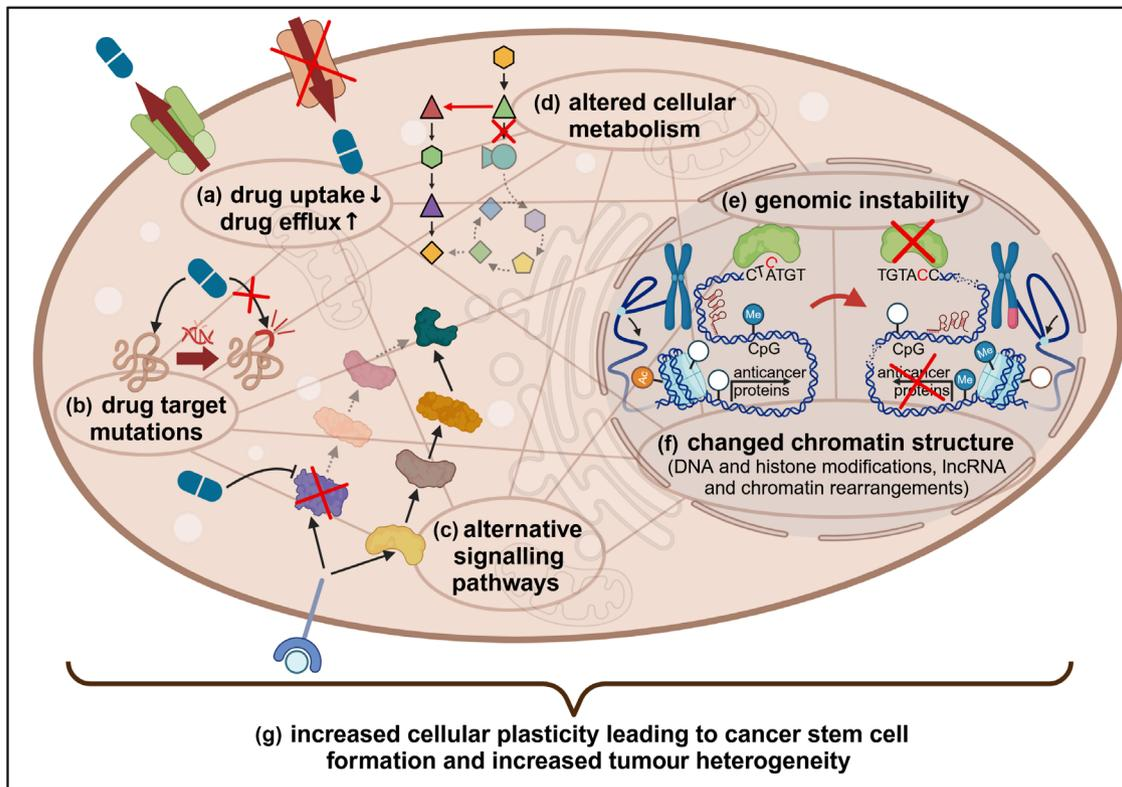 (d) altered cellular
metabolism
(a) drug uptake↓
drug efflux↑
(e) genomic instability
CTCATGT
TGTACC
Me
CpG
CpG
Me
Ac
anticancer
proteins
anticancer
proteins
Me
(b) drug target
mutations
(f) changed chromatin structure
(DNA and histone modifications, lncRNA
and chromatin rearrangements)
(c) alternative
signalling
pathways
(g) increased cellular plasticity leading to cancer stem cell
formation and increased tumour heterogeneity